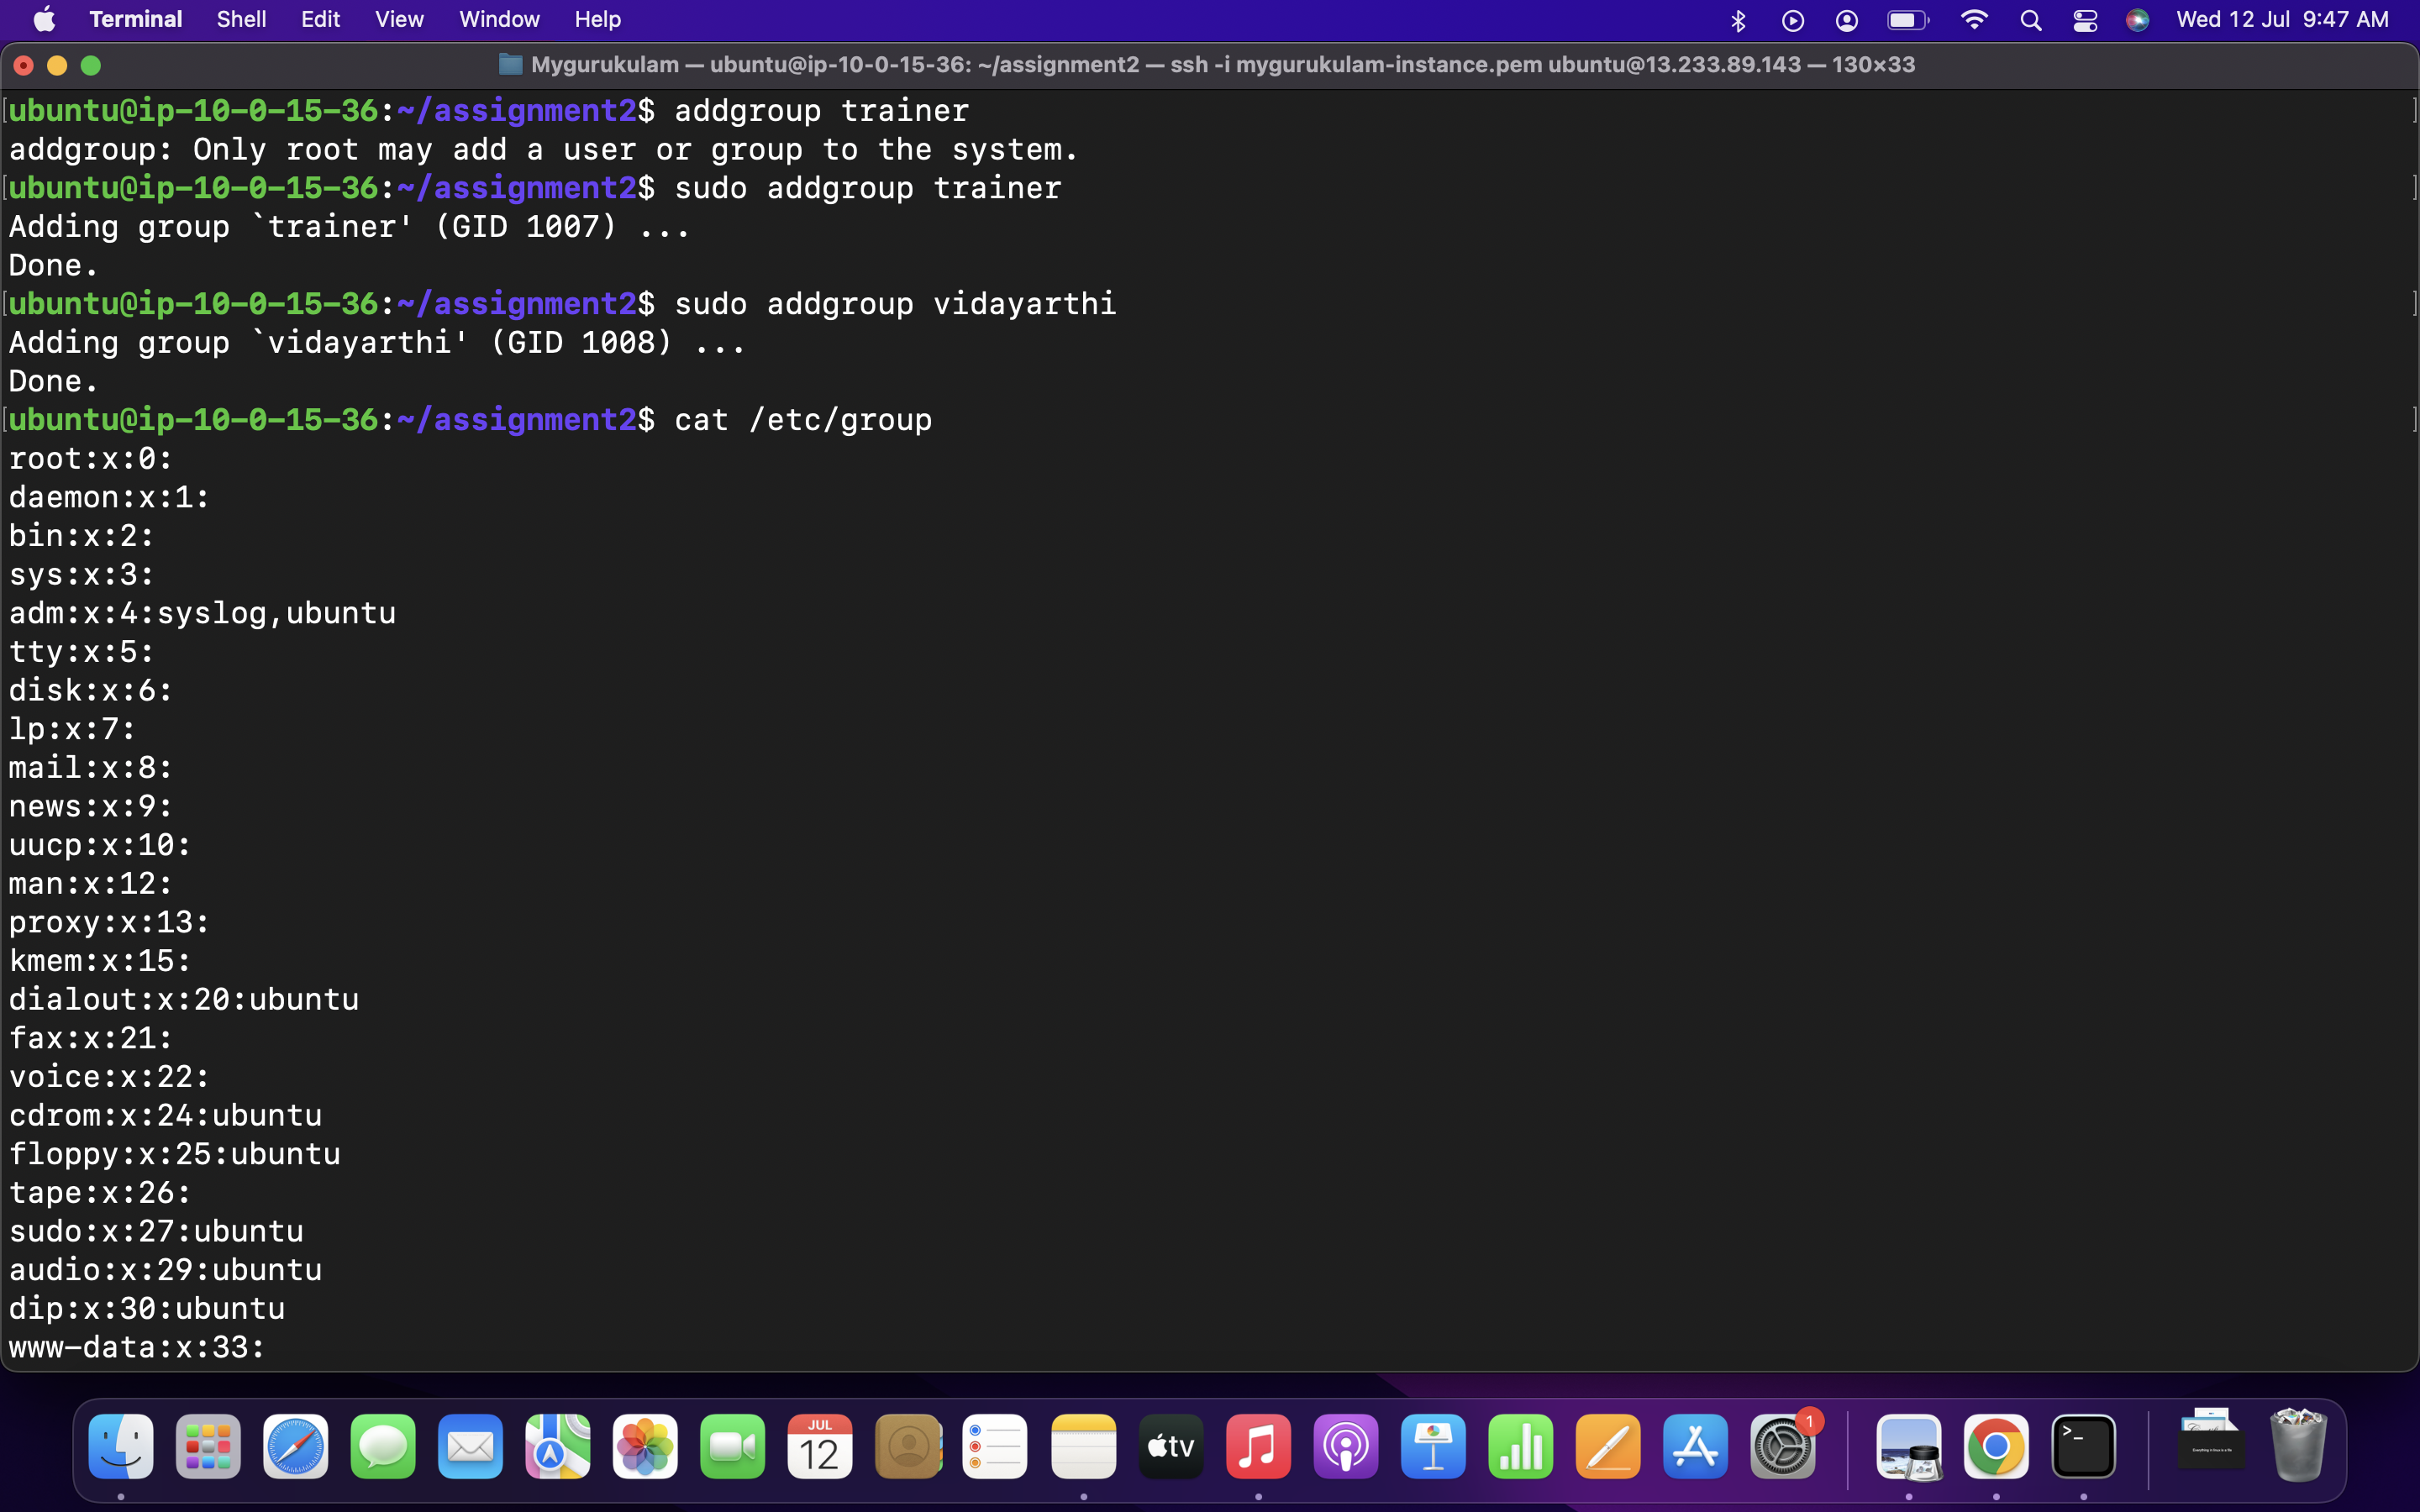 Terminal Shell Edit View Window Help Wed 12 Jul 9:47 AM
Mygurukulam — ubuntu@ip-10-0-15-36: ~/assignment2 — ssh -i mygurukulam-instance.pem ubuntu@13.233.89.143 — 130×33
[ubuntu@ip-10-0-15-36:~/assignment2$ addgroup trainer ]
addgroup: Only root may add a user or group to the system.
[ubuntu@ip-10-0-15-36:~/assignment2$ sudo addgroup trainer ]
Adding group `trainer' (GID 1007) ...
Done.
[ubuntu@ip-10-0-15-36:~/assignment2$ sudo addgroup vidayarthi ]
Adding group `vidayarthi' (GID 1008) ...
Done.
[ubuntu@ip-10-0-15-36:~/assignment2$ cat /etc/group ]
root:x:0:
daemon:x:1:
bin:x:2:
sys:x:3:
adm:x:4:syslog,ubuntu
tty:x:5:
disk:x:6:
lp:x:7:
mail:x:8:
news:x:9:
uucp:x:10:
man:x:12:
proxy:x:13:
kmem:x:15:
dialout:x:20:ubuntu
fax:x:21:
voice:x:22:
cdrom:x:24:ubuntu
floppy:x:25:ubuntu
tape:x:26:
sudo:x:27:ubuntu
audio:x:29:ubuntu
dip:x:30:ubuntu
www-data:x:33:
JUL
12
tv
1
>_